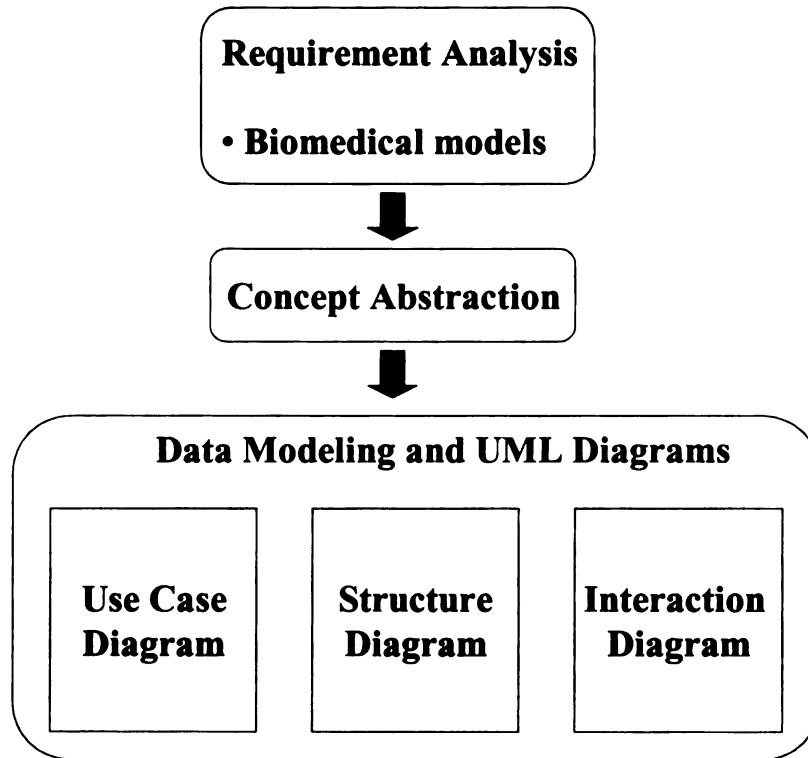 Requirement Analysis
• Biomedical models
Concept Abstraction
Data Modeling and UML Diagrams
Use Case
Diagram
Structure
Diagram
Interaction
Diagram